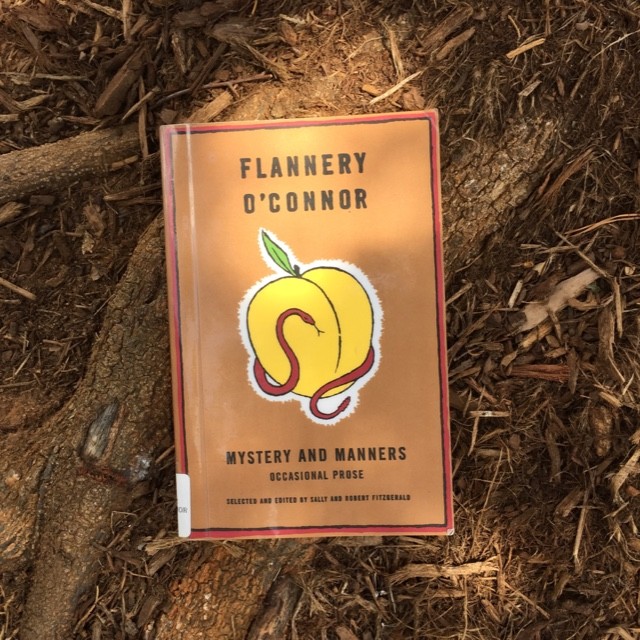 FLANNERY
O'CONNOR
MYSTERY AND MANNERS
OCCASIONAL PROSE
SELECTED AND EDITED BY SALLY AND ROBERT FITZGERALD